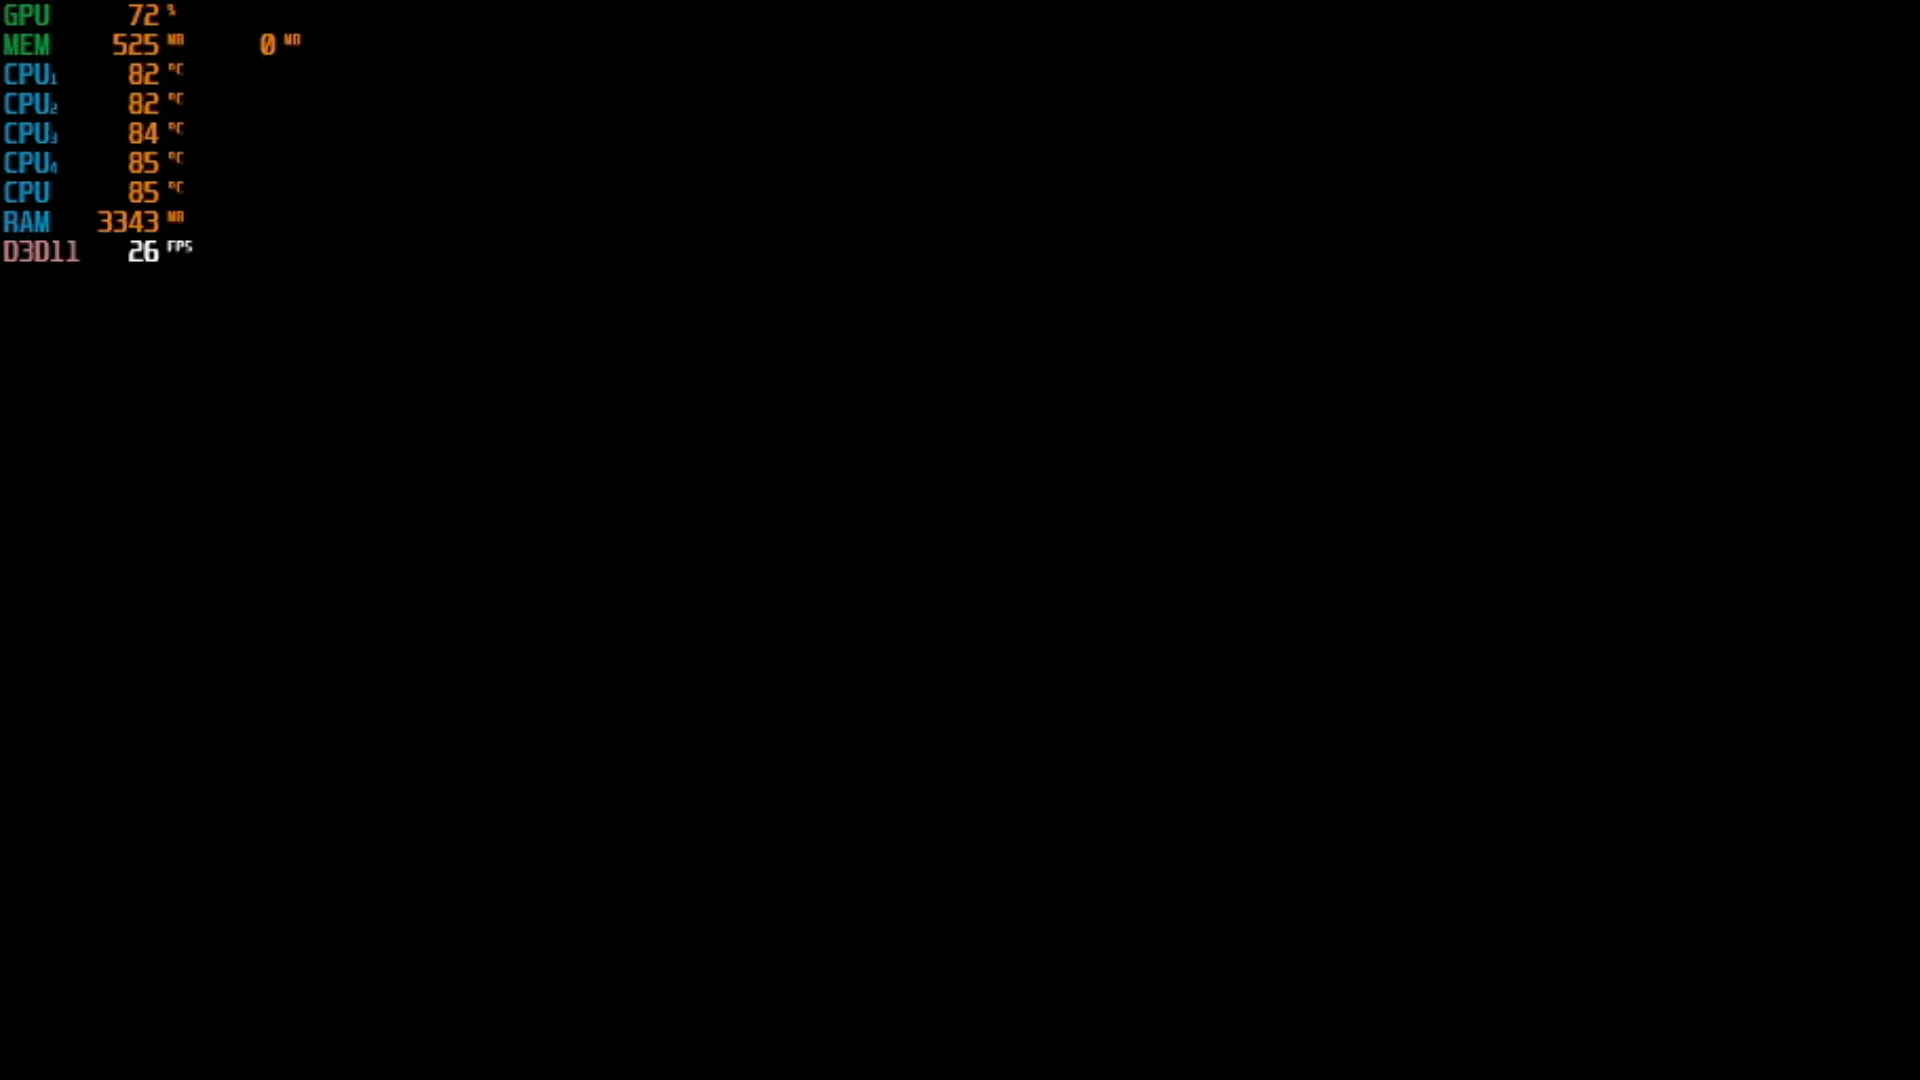 GPU 72 %
MEM 525 MB 0 MB
CPU1 82 °C
CPU2 82 °C
CPU3 84 °C
CPU4 85 °C
CPU 85 °C
RAM 3343 MB
D3D11 26 FPS